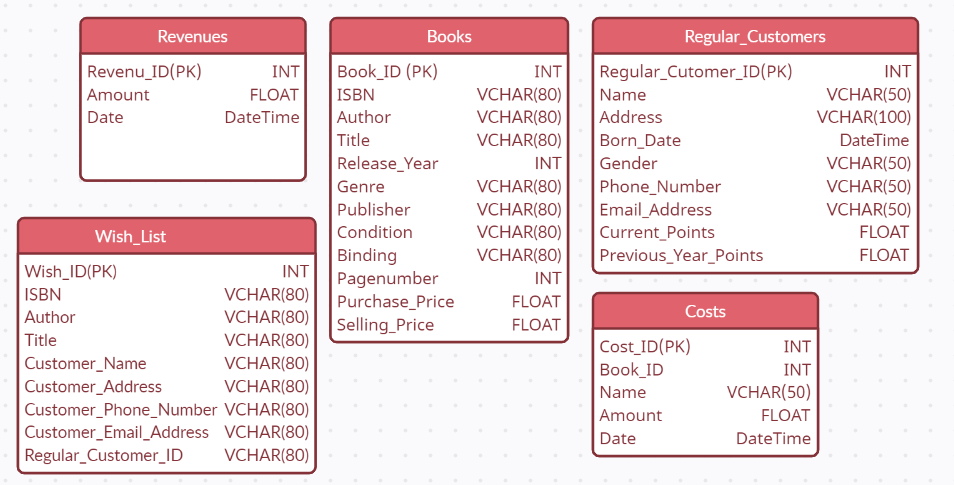 Revenues
Revenu_ID(PK) INT
Amount FLOAT
Date DateTime
Books
Book_ID (PK) INT
ISBN VCHAR(80)
Author VCHAR(80)
Title VCHAR(80)
Release_Year INT
Genre VCHAR(80)
Publisher VCHAR(80)
Condition VCHAR(80)
Binding VCHAR(80)
Pagenumber INT
Purchase_Price FLOAT
Selling_Price FLOAT
Regular_Customers
Regular_Cutomer_ID(PK) INT
Name VCHAR(50)
Address VCHAR(100)
Born_Date DateTime
Gender VCHAR(50)
Phone_Number VCHAR(50)
Email_Address VCHAR(50)
Current_Points FLOAT
Previous_Year_Points FLOAT
Wish_List
Wish_ID(PK) INT
ISBN VCHAR(80)
Author VCHAR(80)
Title VCHAR(80)
Customer_Name VCHAR(80)
Customer_Address VCHAR(80)
Customer_Phone_Number VCHAR(80)
Customer_Email_Address VCHAR(80)
Regular_Customer_ID VCHAR(80)
Costs
Cost_ID(PK) INT
Book_ID INT
Name VCHAR(50)
Amount FLOAT
Date DateTime